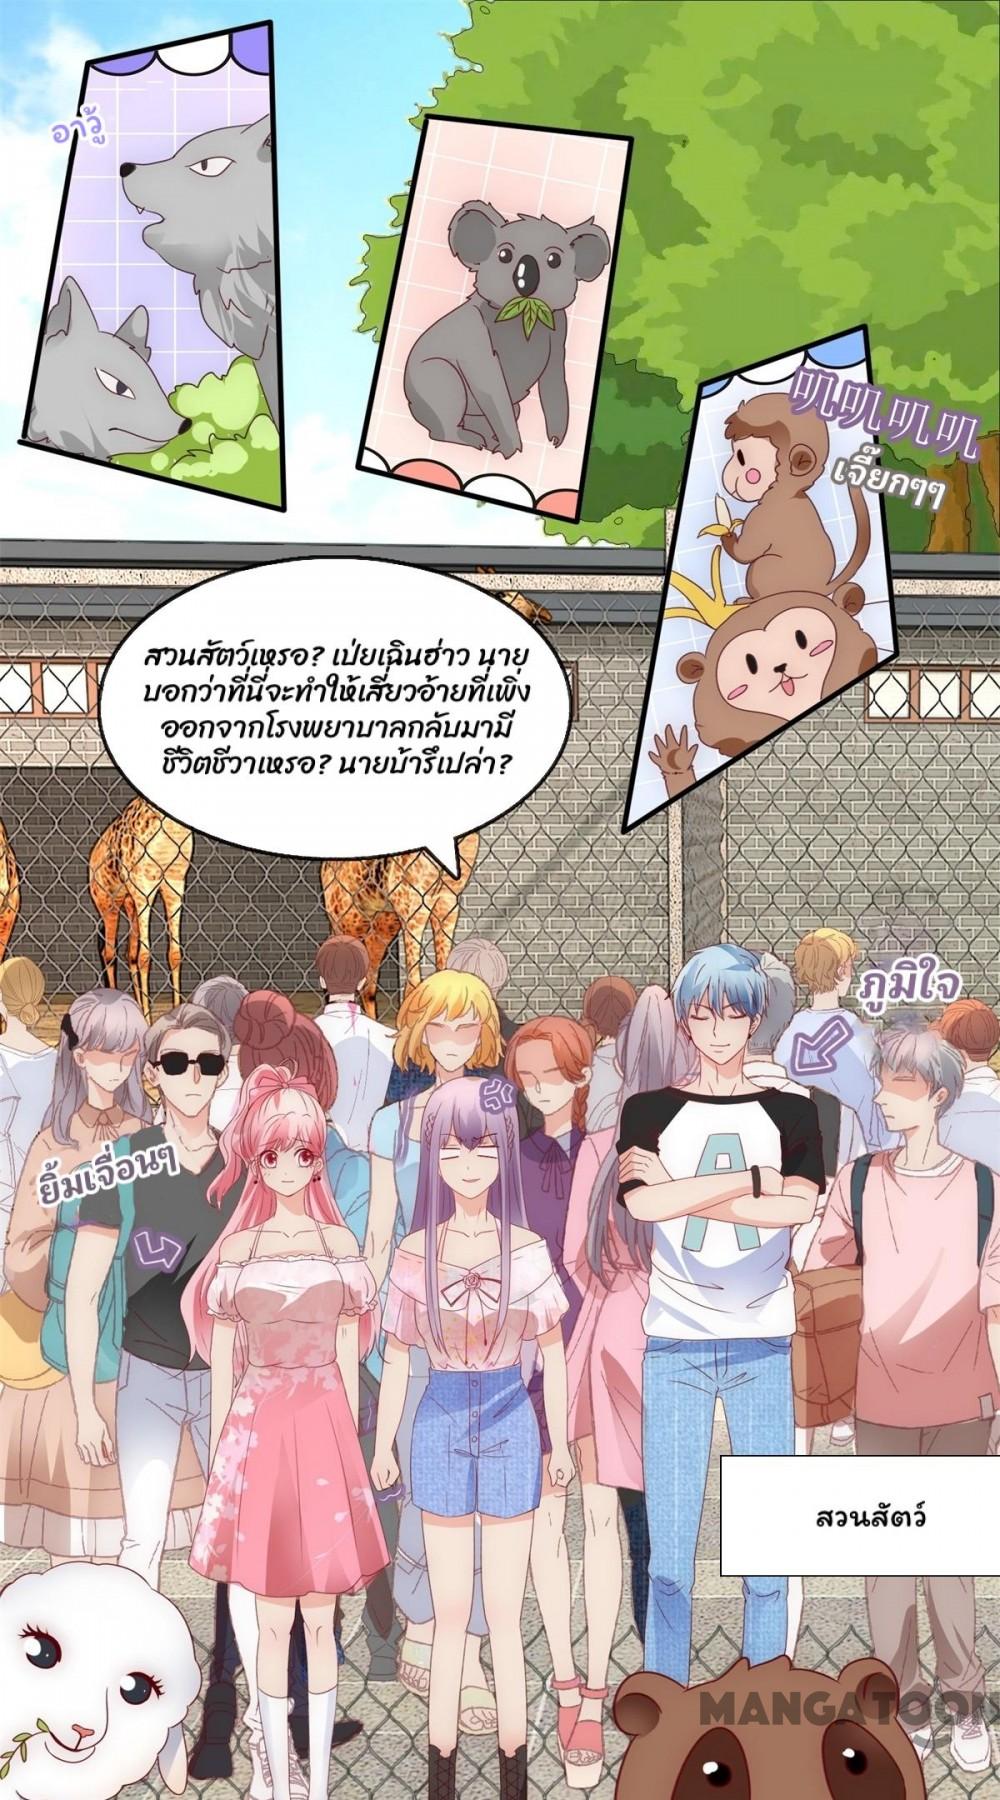 อาวู้
叽叽叽叽
เจี๊ยกๆๆ
สวนสัตว์เหรอ? เป่ยเฉินฮ่าว นาย
บอกว่าที่นี่จะทำให้เสี่ยวอ้ายที่เพิ่ง
ออกจากโรงพยาบาลกลับมามี
ชีวิตชีวาเหรอ? นายบ้ารึเปล่า?
ภูมิใจ
ยิ้มเจื่อนๆ
A
สวนสัตว์
MANGATOON